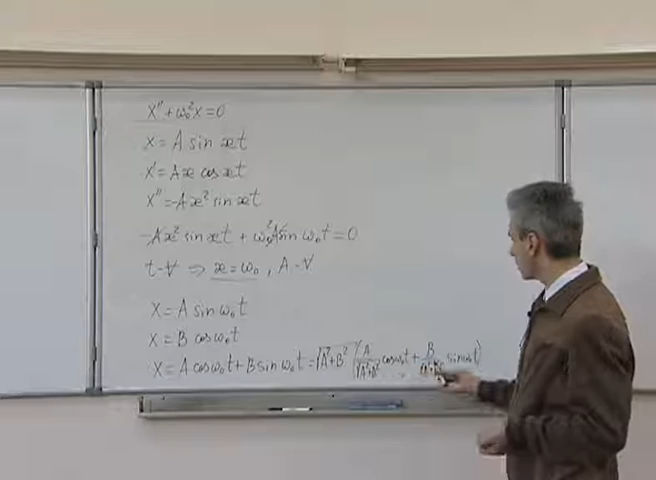 x'' + ω₀²x = 0
x = A sin æt
x' = Aæ cos æt
x'' = -Aæ² sin æt
-Aæ² sin æt + ω₀²A sin ω₀t = 0
t-∀ ⇒ æ = ω₀, A-∀
x = A sin ω₀t
x = B cos ω₀t
x = A cos ω₀t + B sin ω₀t = √A²+B² (A/√A²+B² cos ω₀t + B/√A²+B² sin ω₀t)